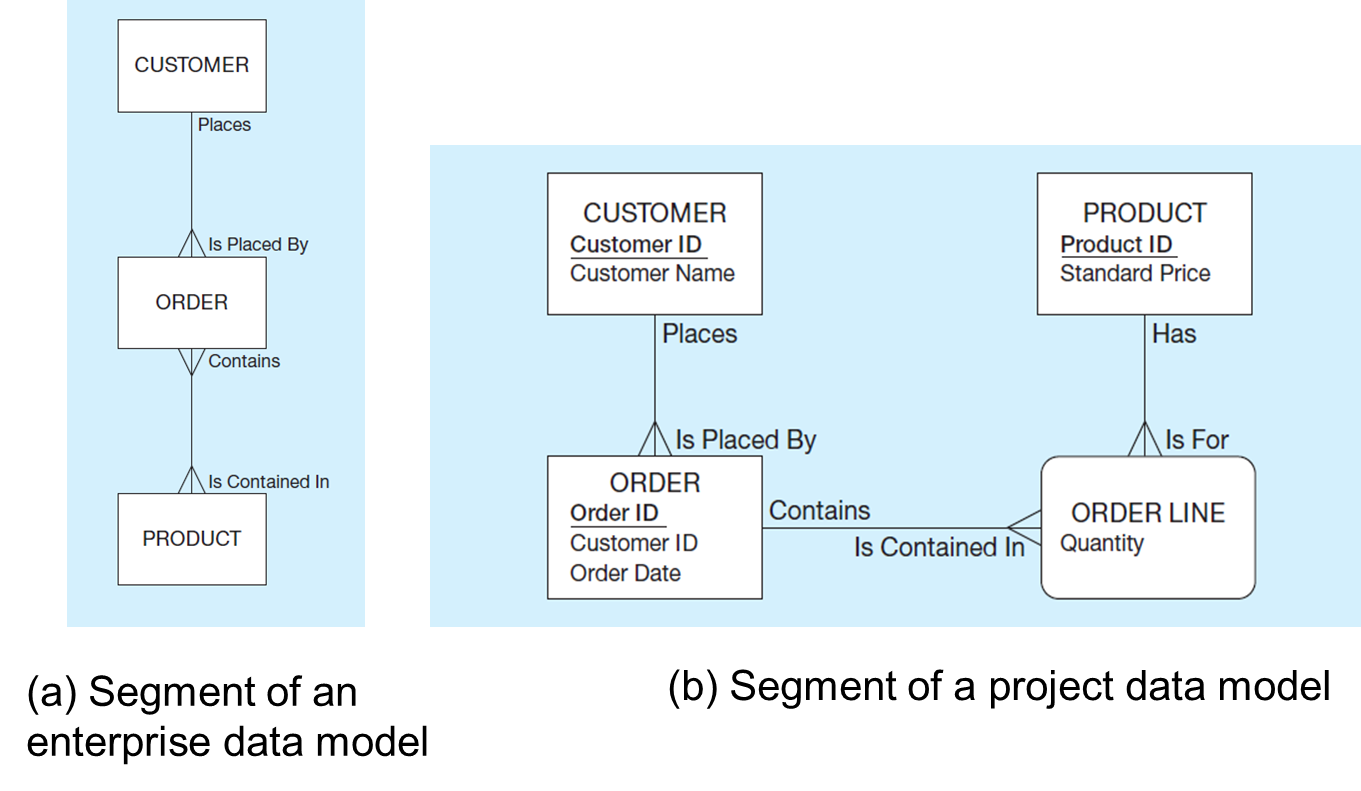 CUSTOMER
Places
Is Placed By
ORDER
Contains
Is Contained In
PRODUCT
(a) Segment of an
enterprise data model
CUSTOMER
Customer ID
Customer Name
Places
Is Placed By
ORDER
Order ID
Customer ID
Order Date
Contains
Is Contained In
PRODUCT
Product ID
Standard Price
Has
Is For
ORDER LINE
Quantity
(b) Segment of a project data model